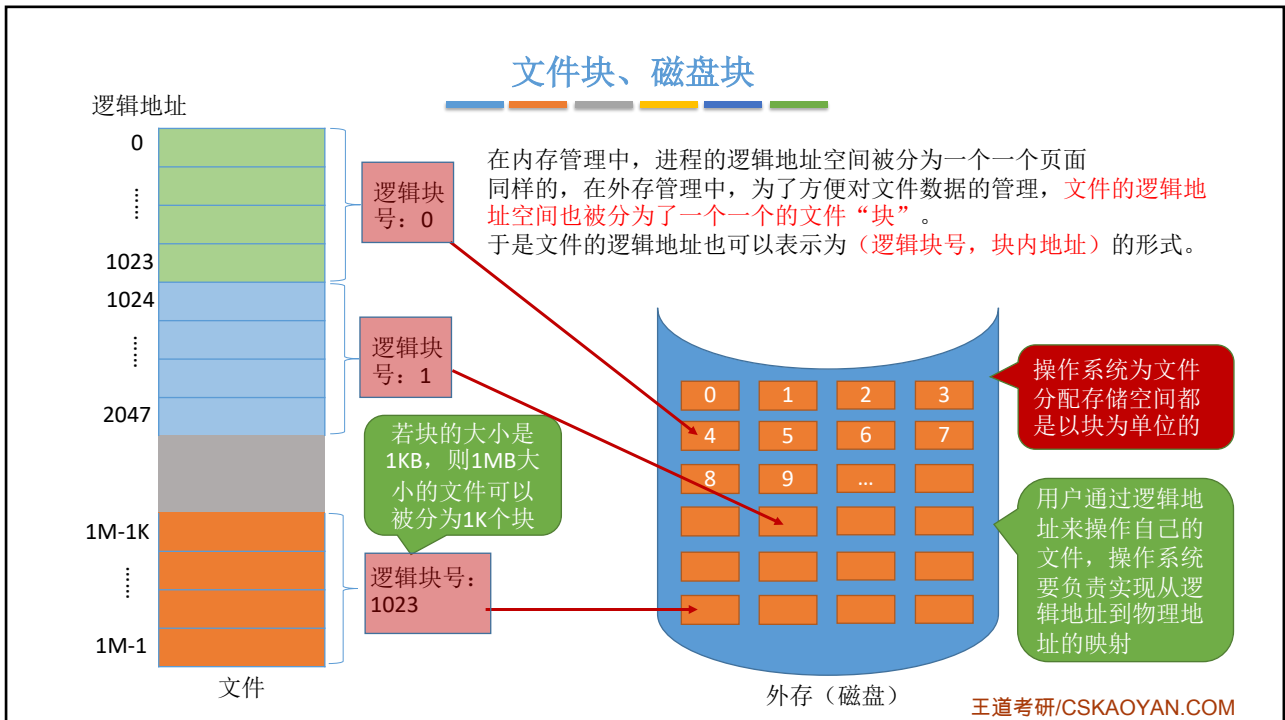 文件块、磁盘块
逻辑地址
0
……
1023
1024
……
2047
1M-1K
……
1M-1
文件
逻辑块
号：0
逻辑块
号：1
若块的大小是
1KB，则1MB大
小的文件可以
被分为1K个块
逻辑块号：
1023
在内存管理中，进程的逻辑地址空间被分为一个一个页面
同样的，在外存管理中，为了方便对文件数据的管理，文件的逻辑地
址空间也被分为了一个一个的文件“块”。
于是文件的逻辑地址也可以表示为（逻辑块号，块内地址）的形式。
0 1 2 3
4 5 6 7
8 9 …
外存（磁盘）
操作系统为文件
分配存储空间都
是以块为单位的
用户通过逻辑地
址来操作自己的
文件，操作系统
要负责实现从逻
辑地址到物理地
址的映射
王道考研/CSKAOYAN.COM